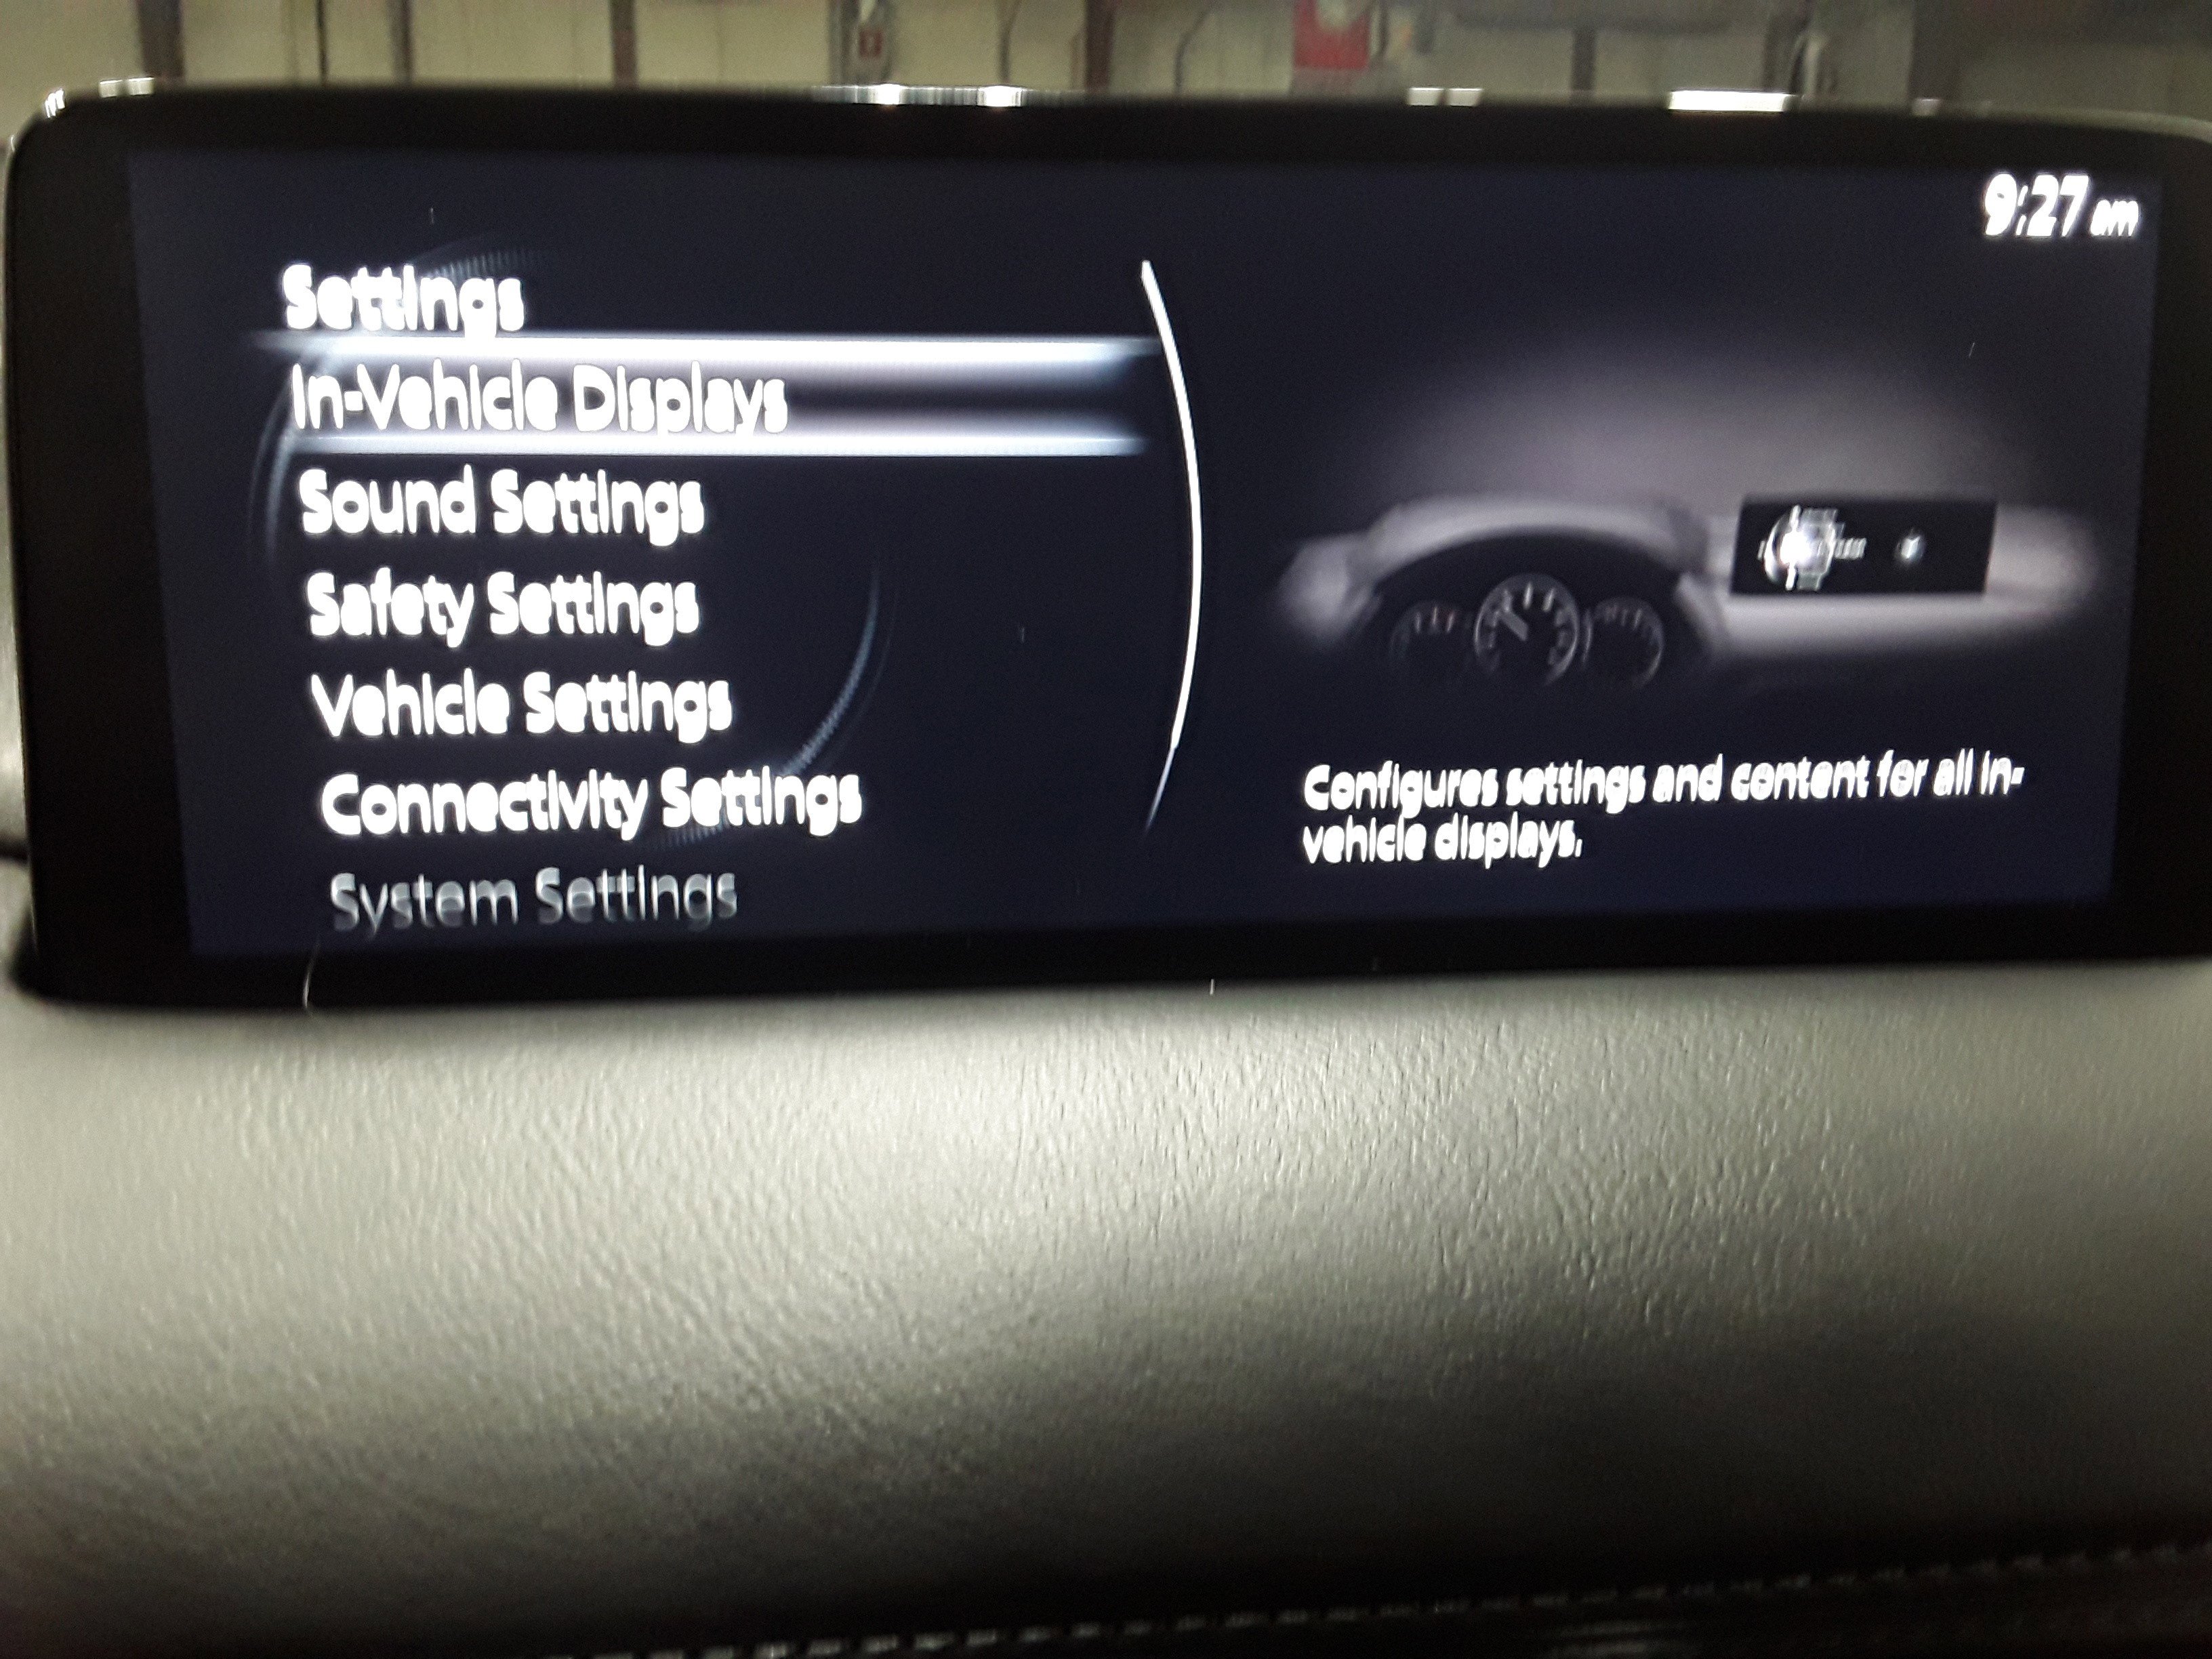 9:27 am
Settings
In-Vehicle Displays
Sound Settings
Safety Settings
Vehicle Settings
Connectivity Settings
System Settings
Configures settings and content for all in-
vehicle displays.